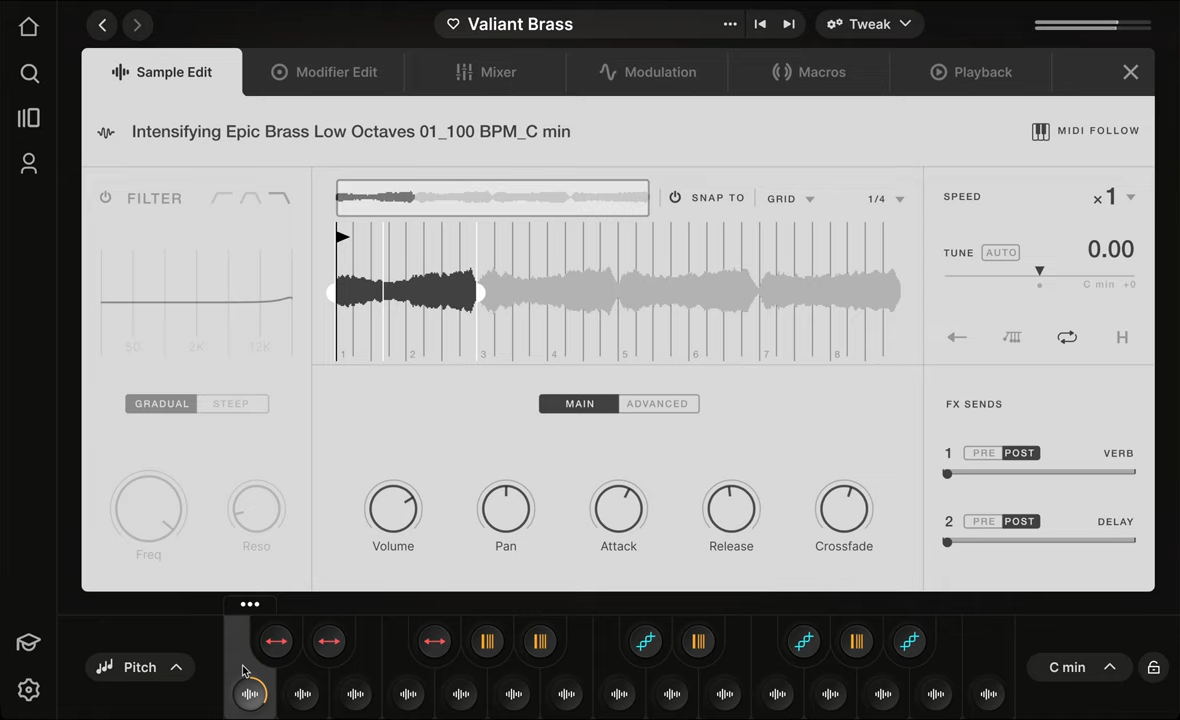 Valiant Brass
Tweak
Sample Edit
Modifier Edit
Mixer
Modulation
Macros
Playback
Intensifying Epic Brass Low Octaves 01_100 BPM_C min
MIDI FOLLOW
FILTER
SNAP TO
GRID
1/4
SPEED
×1
TUNE
AUTO
0.00
C min +0
50
2K
12K
1 2 3 4 5 6 7 8
H
GRADUAL
STEEP
MAIN
ADVANCED
FX SENDS
1 PRE POST VERB
2 PRE POST DELAY
Freq
Reso
Volume
Pan
Attack
Release
Crossfade
Pitch
C min